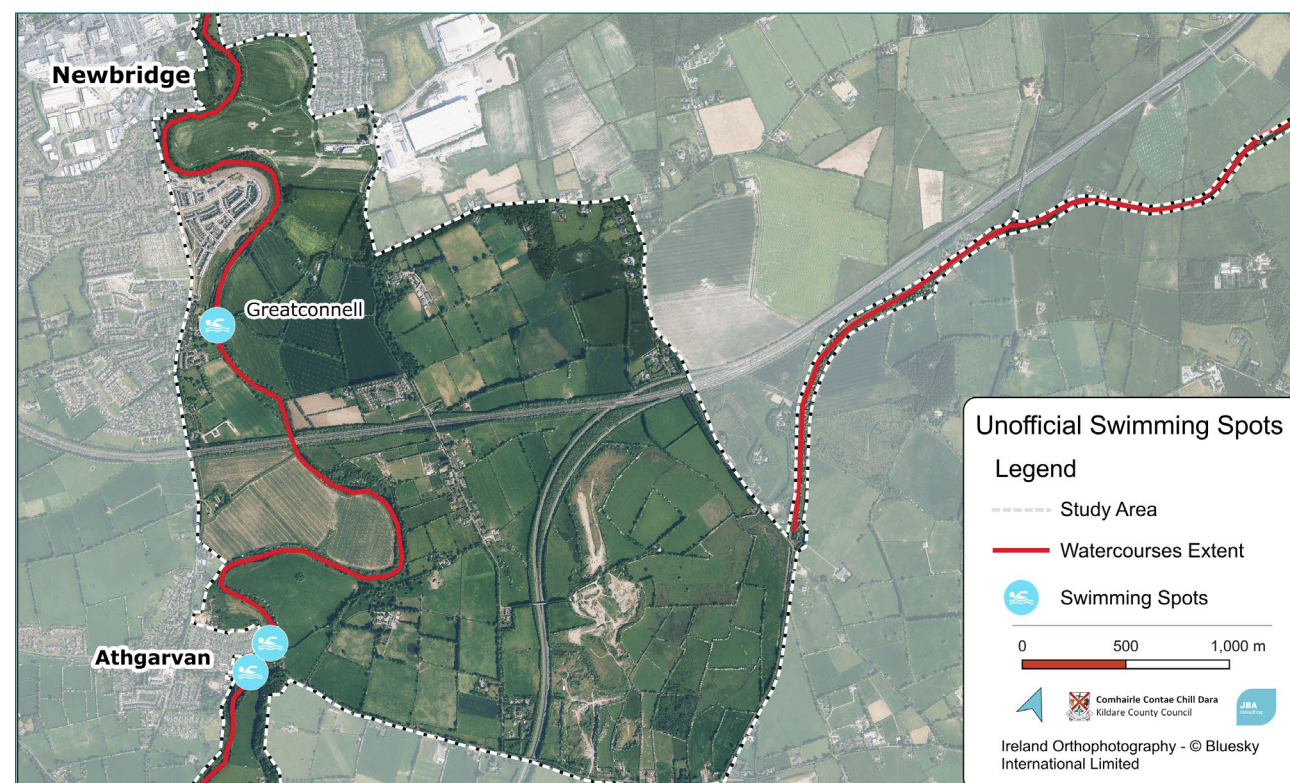 Newbridge
Greatconnell
Athgarvan
Unofficial Swimming Spots
Legend
Study Area
Watercourses Extent
Swimming Spots
0 500 1,000 m
Comhairle Contae Chill Dara
Kildare County Council
JBA
consulting
Ireland Orthophotography - © Bluesky
International Limited